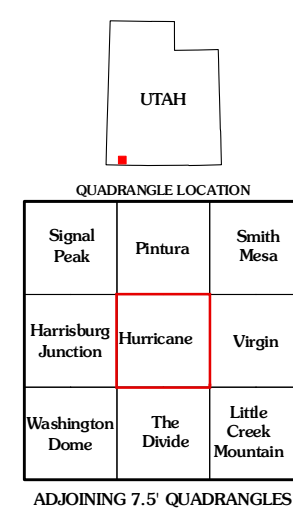 UTAH
QUADRANGLE LOCATION
Signal
Peak
Pintura
Smith
Mesa
Harrisburg
Junction
Hurricane
Virgin
Washington
Dome
The
Divide
Little
Creek
Mountain
ADJOINING 7.5' QUADRANGLES